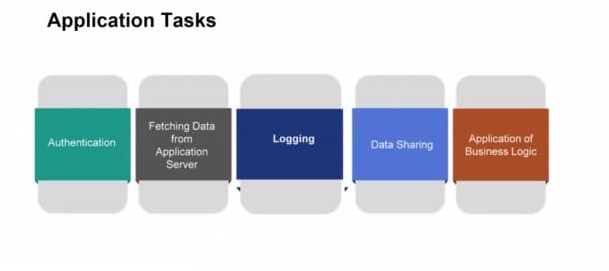 Application Tasks
Authentication
Fetching Data
from
Application
Server
Logging
Data Sharing
Application of
Business Logic